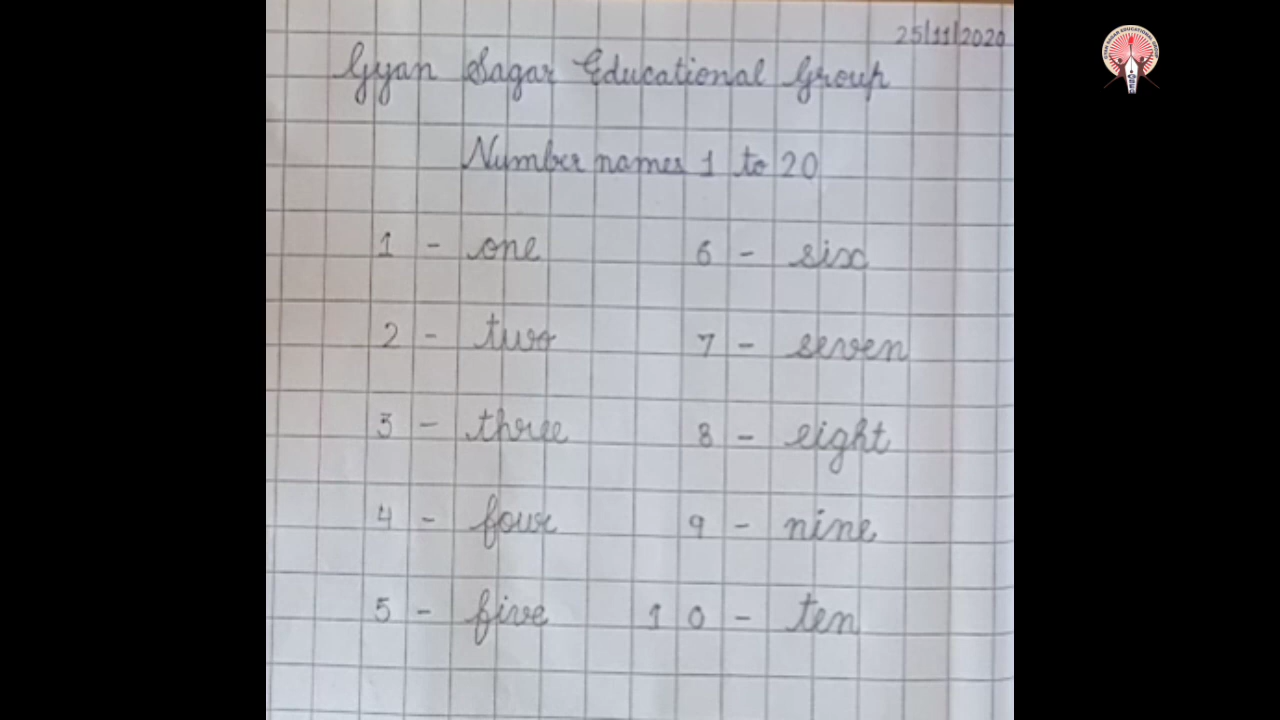 25/11/2020
Gyan Sagar Educational Group
Number names 1 to 20
1 - one 6 - six
2 - two 7 - seven
3 - three 8 - eight
4 - four 9 - nine
5 - five 10 - ten